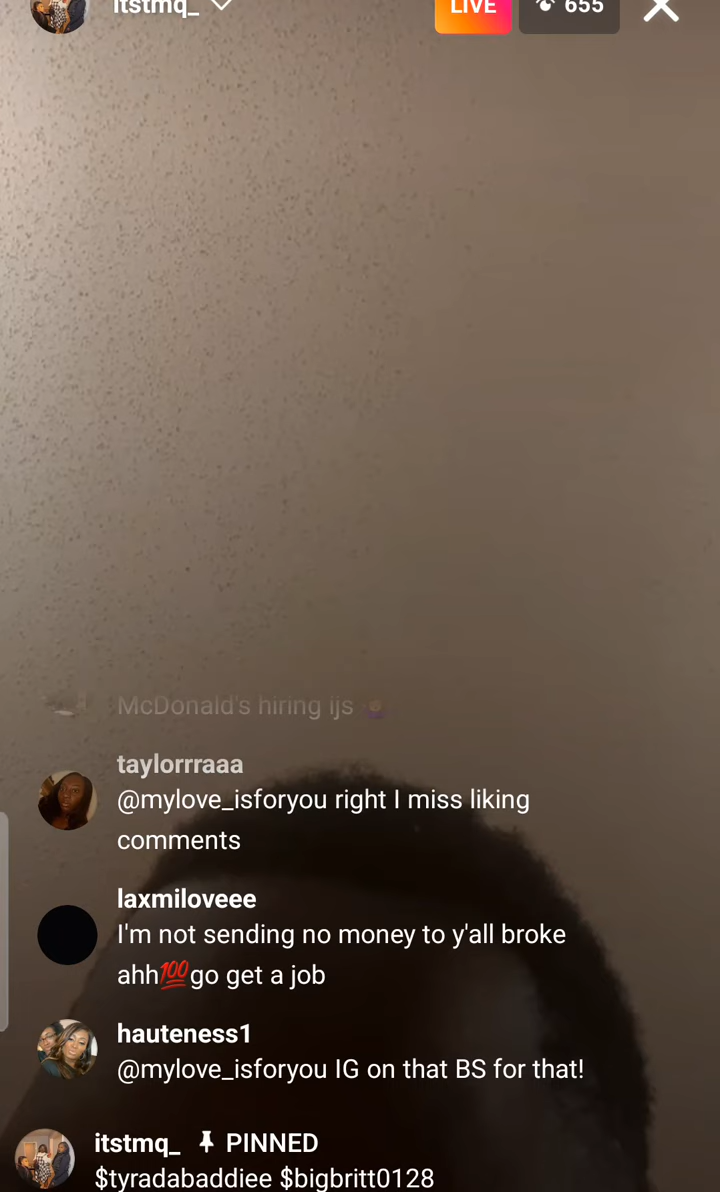 itstmq_
LIVE 655
McDonald's hiring ijs
taylorrraaa
@mylove_isforyou right I miss liking
comments
laxmiloveee
I'm not sending no money to y'all broke
ahh💯go get a job
hauteness1
@mylove_isforyou IG on that BS for that!
itstmq_ PINNED
$tyradabaddiee $bigbritt0128